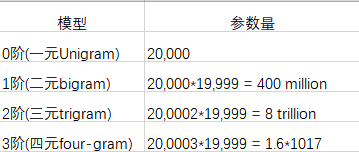 模型 参数量
0阶(一元Unigram) 20,000
1阶(二元bigram) 20,000*19,999 = 400 million
2阶(三元trigram) 20,0002*19,999 = 8 trillion
3阶(四元four-gram) 20,0003*19,999 = 1.6*1017